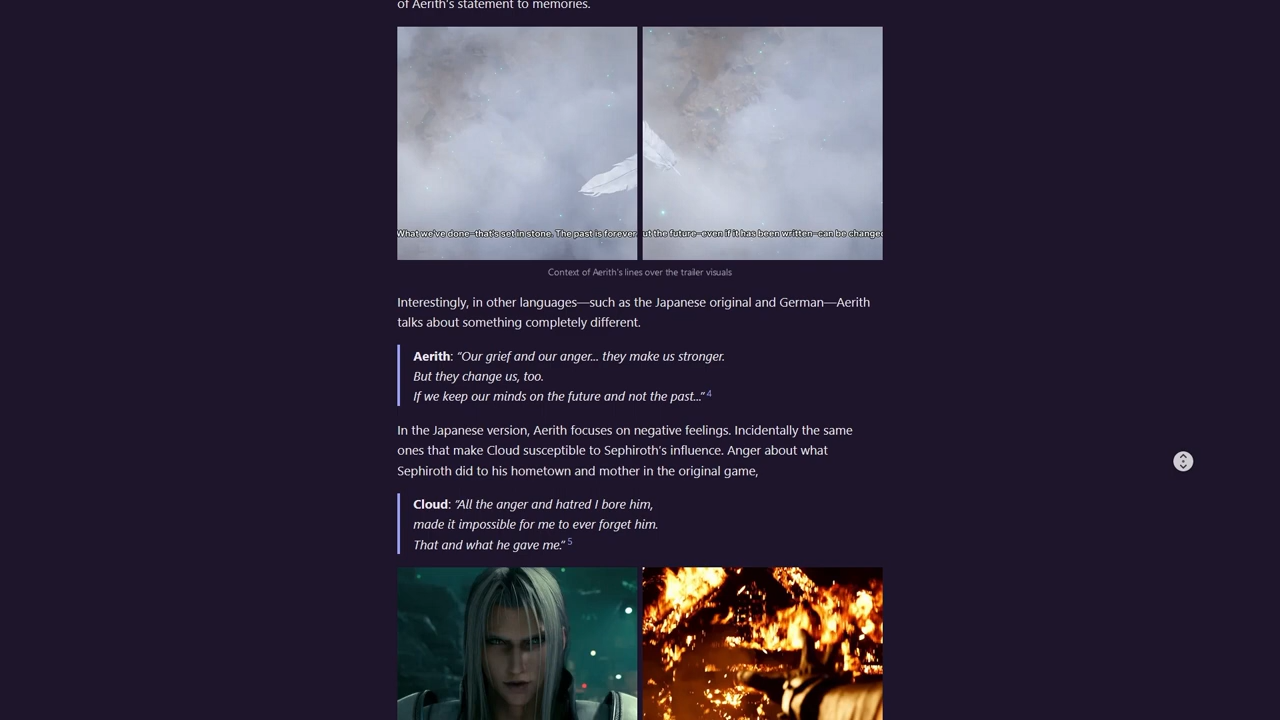 of Aerith's statement to memories.
What we've done–that's set in stone. The past is forever.
ut the future–even if it has been written–can be changed
Context of Aerith's lines over the trailer visuals
Interestingly, in other languages—such as the Japanese original and German—Aerith
talks about something completely different.
Aerith: “Our grief and our anger... they make us stronger.
But they change us, too.
If we keep our minds on the future and not the past...” 4
In the Japanese version, Aerith focuses on negative feelings. Incidentally the same
ones that make Cloud susceptible to Sephiroth's influence. Anger about what
Sephiroth did to his hometown and mother in the original game,
Cloud: “All the anger and hatred I bore him,
made it impossible for me to ever forget him.
That and what he gave me.” 5